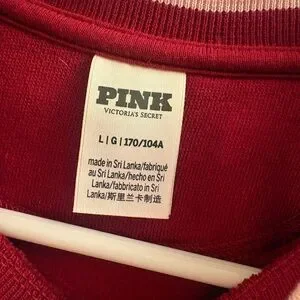 PINK
VICTORIA'S SECRET
L | G | 170/104A
made in Sri Lanka/fabriqué
au Sri Lanka/hecho en Sri
Lanka/fabbricato in Sri
Lanka/斯里兰卡制造